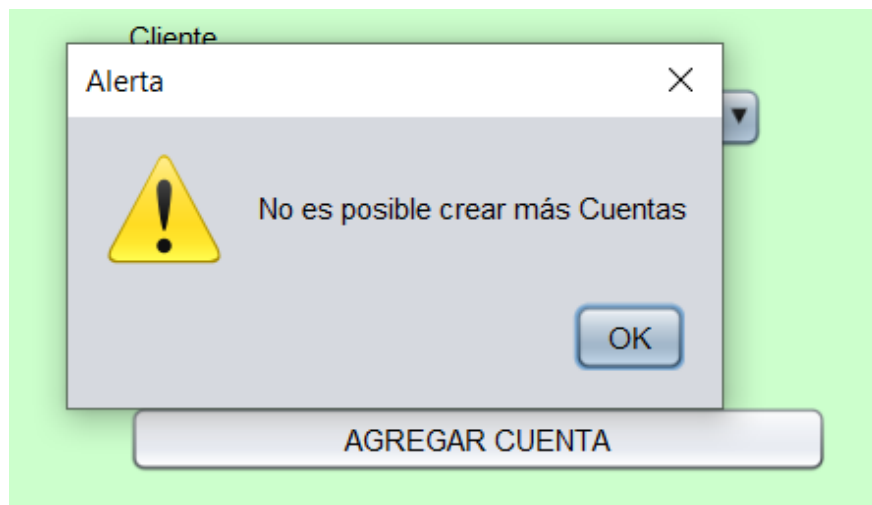 Cliente
Alerta
No es posible crear más Cuentas
OK
AGREGAR CUENTA